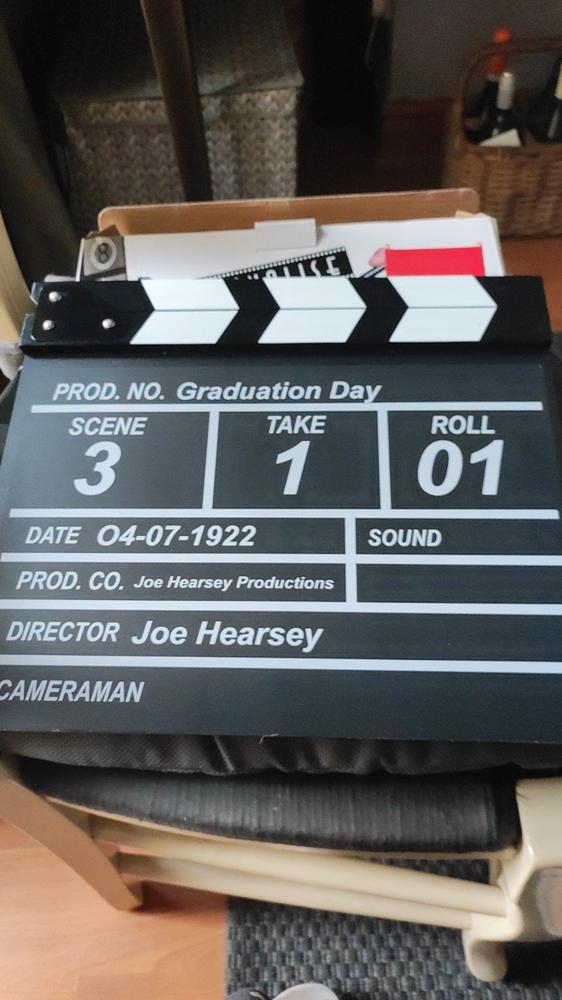 PROD. NO. Graduation Day
SCENE TAKE ROLL
3 1 01
DATE O4-07-1922 SOUND
PROD. CO. Joe Hearsey Productions
DIRECTOR Joe Hearsey
CAMERAMAN